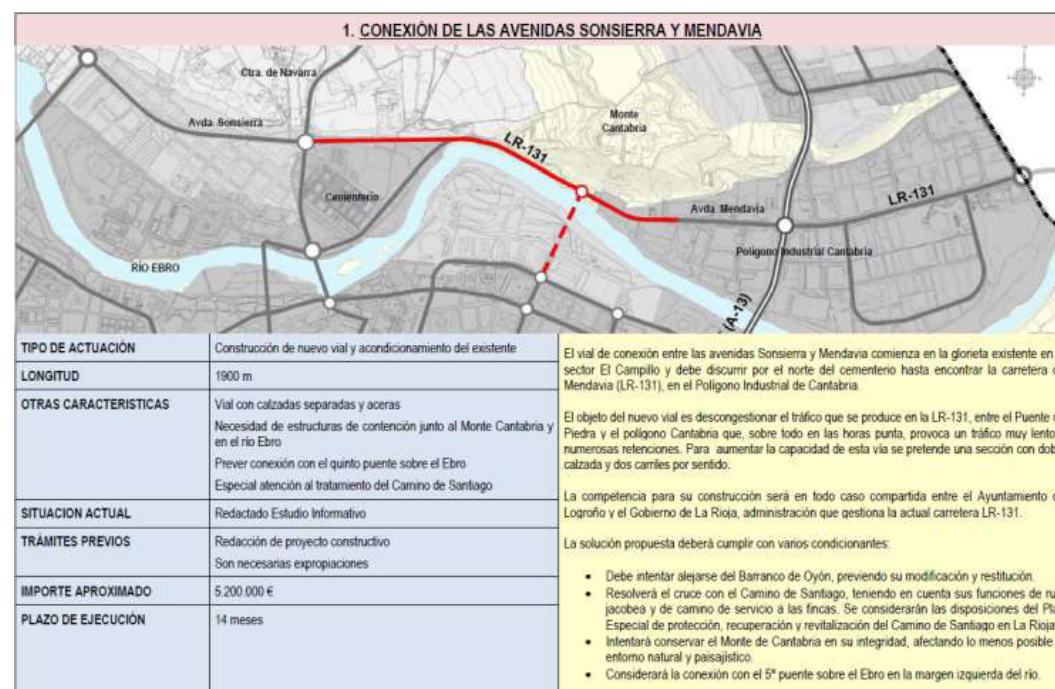 1. CONEXIÓN DE LAS AVENIDAS SONSIERRA Y MENDAVIA
Ctra. de Navarra
Avda. Sonsierra
Monte
Cantabria
LR-131
Cementerio
Avda. Mendavia
LR-131
Polígono Industrial Cantabria
RÍO EBRO
(A-13)
TIPO DE ACTUACIÓN
Construcción de nuevo vial y acondicionamiento del existente
LONGITUD
1900 m
OTRAS CARACTERISTICAS
Vial con calzadas separadas y aceras
Necesidad de estructuras de contención junto al Monte Cantabria y
en el río Ebro
Prever conexión con el quinto puente sobre el Ebro
Especial atención al tratamiento del Camino de Santiago
SITUACION ACTUAL
Redactado Estudio Informativo
TRÁMITES PREVIOS
Redacción de proyecto constructivo
Son necesarias expropiaciones
IMPORTE APROXIMADO
5.200.000 €
PLAZO DE EJECUCIÓN
14 meses
El vial de conexión entre las avenidas Sonsierra y Mendavia comienza en la glorieta existente en
sector El Campillo y debe discurrir por el norte del cementerio hasta encontrar la carretera
Mendavia (LR-131), en el Polígono Industrial de Cantabria.
El objeto del nuevo vial es descongestionar el tráfico que se produce en la LR-131, entre el Puente
Piedra y el polígono Cantabria que, sobre todo en las horas punta, provoca un tráfico muy lento
numerosas retenciones. Para aumentar la capacidad de esta vía se pretende una sección con
calzada y dos carriles por sentido.
La competencia para su construcción será en todo caso compartida entre el Ayuntamiento
Logroño y el Gobierno de La Rioja, administración que gestiona la actual carretera LR-131.
La solución propuesta deberá cumplir con varios condicionantes:
• Debe intentar alejarse del Barranco de Oyón, previendo su modificación y restitución.
• Resolverá el cruce con el Camino de Santiago, teniendo en cuenta sus funciones de
jacobea y de camino de servicio a las fincas. Se considerarán las disposiciones del
Especial de protección, recuperación y revitalización del Camino de Santiago en La Rioja
• Intentará conservar el Monte de Cantabria en su integridad, afectando lo menos posible
entorno natural y paisajístico.
• Considerará la conexión con el 5º puente sobre el Ebro en la margen izquierda del río.